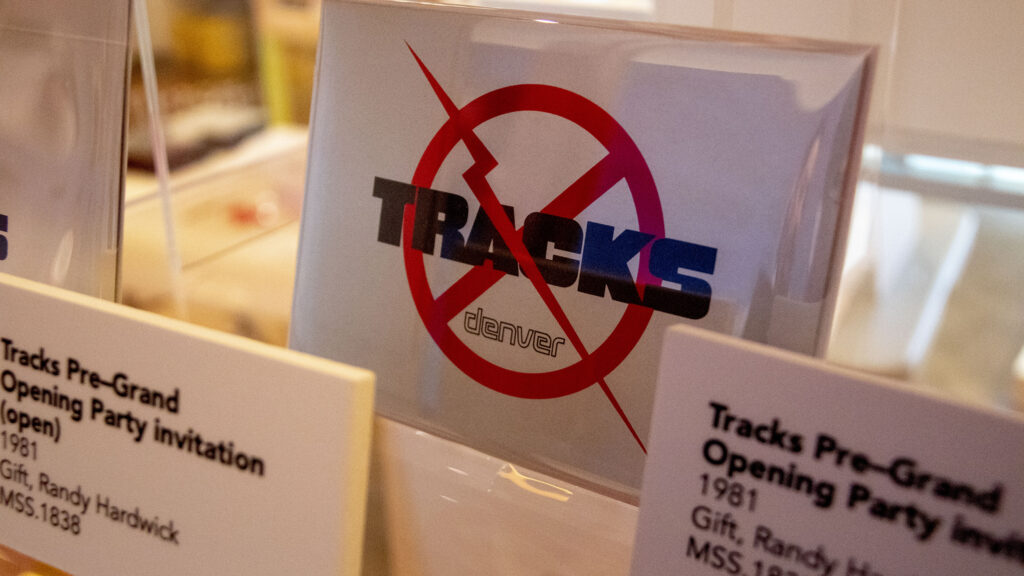 TRACKS
denver
Tracks Pre–Grand
Opening Party invitation
(open)
1981
Gift, Randy Hardwick
MSS.1838
Tracks Pre–Grand
Opening Party
1981
Gift, Randy